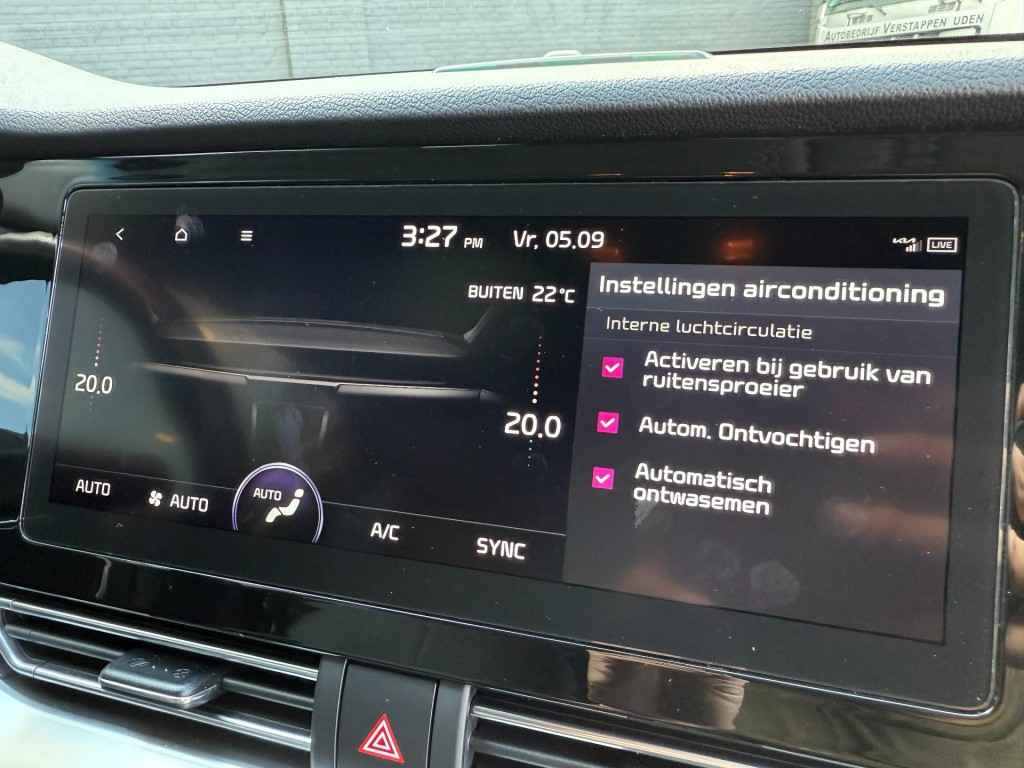 AUTOBEDRIJF VERSTAPPEN UDEN
3:27 PM Vr, 05.09
KIA LIVE
BUITEN 22°C
Instellingen airconditioning
Interne luchtcirculatie
Activeren bij gebruik van
ruitensproeier
Autom. Ontvochtigen
Automatisch
ontwasemen
20.0
20.0
AUTO
AUTO
AUTO
A/C
SYNC